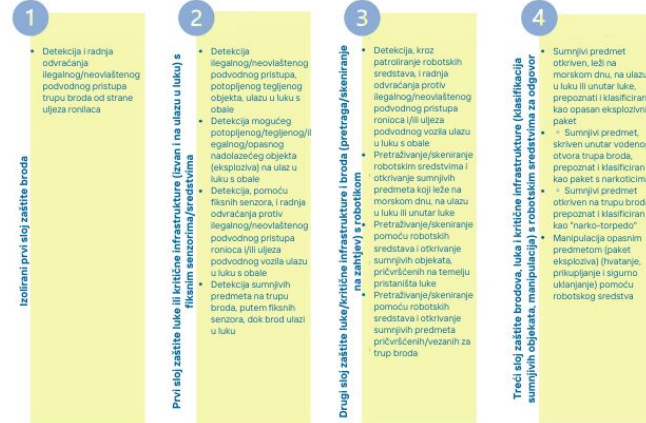 1
Izolirani prvi sloj zaštite broda
• Detekcija i radnja
odvraćanja
ilegalnog/neovlaštenog
podvodnog pristupa
trupu broda od strane
uljeza ronilaca
2
Prvi sloj zaštite luke ili kritične infrastrukture (izvan i na ulazu u luku) s
fiksnim senzorima/sredstvima
• Detekcija
ilegalnog/neovlaštenog
podvodnog pristupa,
potopljenog tegljenog
objekta, ulazu u luku s
obale
• Detekcija mogućeg
potopljenog/tegljenog/il
egalnog/opasnog
nadolazećeg objekta
(eksploziva) na ulaz u
luku s obale
• Detekcija, pomoću
fiksnih senzora, i radnja
odvraćanja protiv
ilegalnog/neovlaštenog
podvodnog pristupa
ronioca i/ili uljeza
podvodnog vozila ulazu
u luku s obale
• Detekcija sumnjivih
predmeta na trupu
broda, putem fiksnih
senzora, dok brod ulazi
u luku
3
Drugi sloj zaštite luke/kritične infrastrukture i broda (pretraga/skeniranje
na zahtjev) s robotikom
• Detekcija, kroz
patroliranje robotskih
sredstava, i radnja
odvraćanja protiv
ilegalnog/neovlaštenog
podvodnog pristupa
ronioca i/ili uljeza
podvodnog vozila ulazu
u luku s obale
• Pretraživanje/skeniranje
robotskim sredstvima i
otkrivanje sumnjivih
predmeta koji leže na
morskom dnu, na ulazu
u luku ili unutar luke
• Pretraživanje/skeniranje
pomoću robotskih
sredstava i otkrivanje
sumnjivih objekata,
pričvršćenih na temelju
pristaništa luke
• Pretraživanje/skeniranje
pomoću robotskih
sredstava i otkrivanje
sumnjivih predmeta
pričvršćenih/vezanih za
trup broda
4
Treći sloj zaštite brodova, luka i kritične infrastrukture (klasifikacija
sumnjivih objekata, manipulacija) s robotskim sredstvima za odgovor
• Sumnjivi predmet
otkriven, leži na
morskom dnu, na ulazu
u luku ili unutar luke,
prepoznati i klasificiran
kao opasan eksplozivni
paket
• ◦ Sumnjivi predmet,
skriven unutar vodenog
otvora trupa broda,
prepoznat i klasificiran
kao paket s narkoticima
• ◦ Sumnjivi predmet
otkriven na trupu broda
prepoznat i klasificiran
kao "narko-torpedo"
• Manipulacija opasnim
predmetom (paket
eksploziva) (hvatanje,
prikupljanje i sigurno
uklanjanje) pomoću
robotskog sredstva